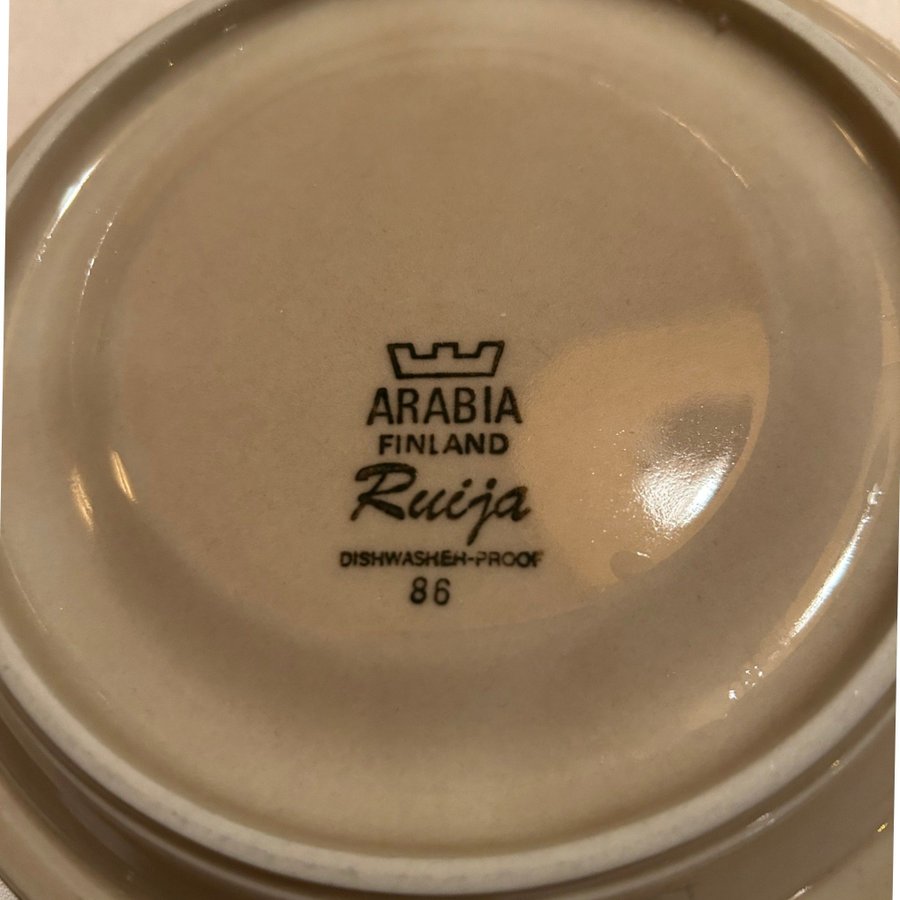 ARABIA
FINLAND
Ruija
DISHWASHER-PROOF
86